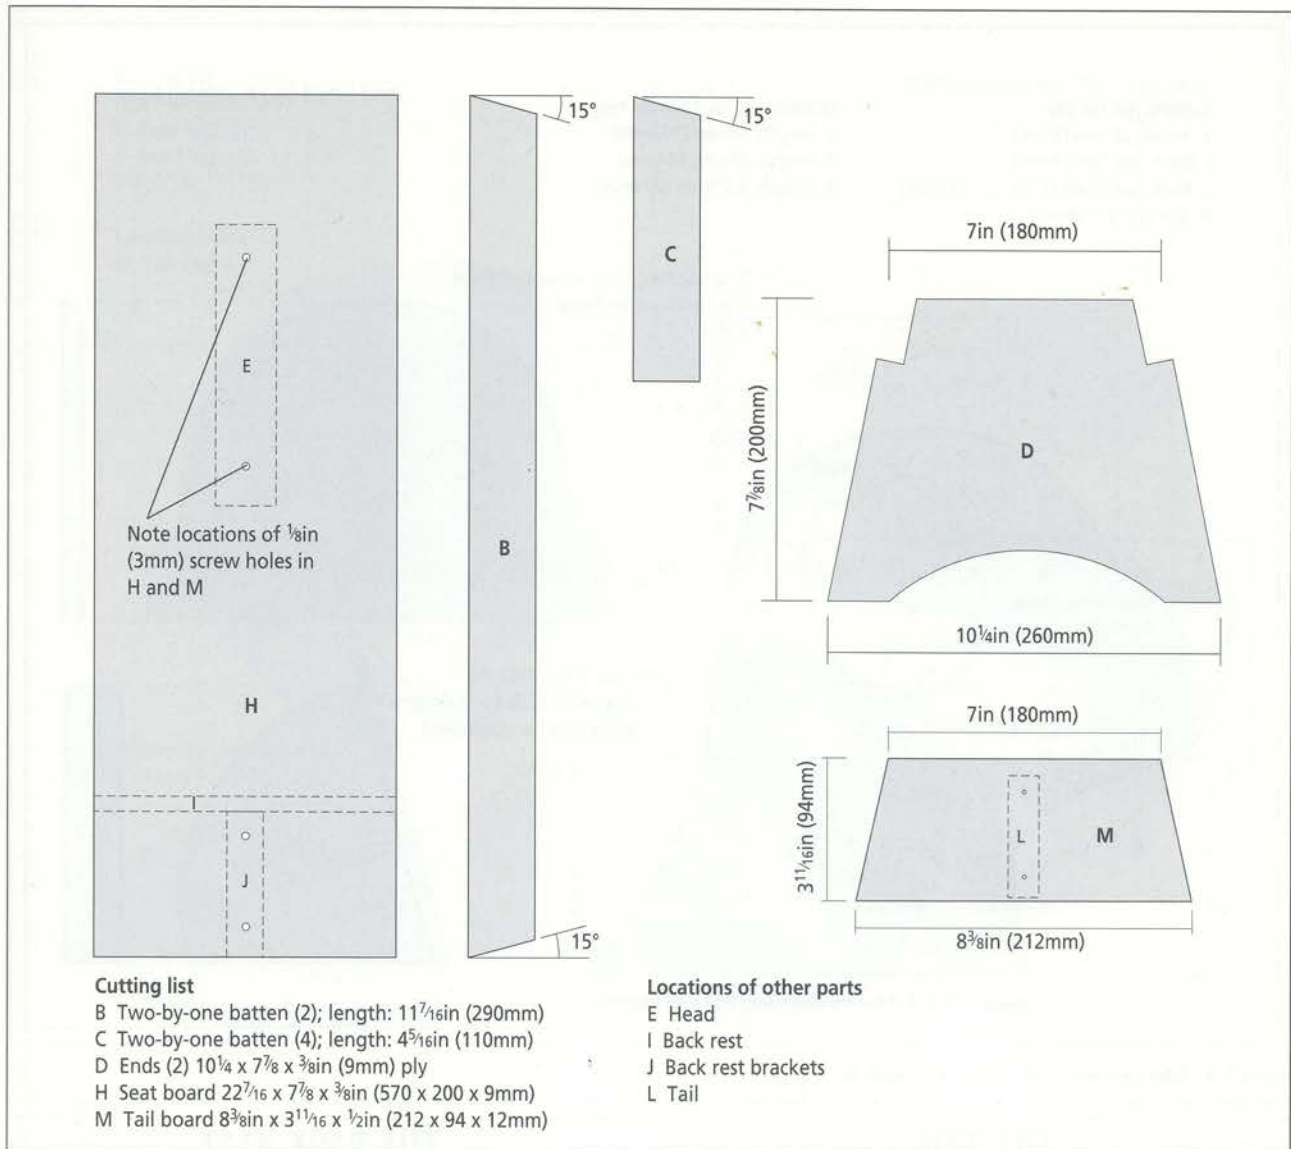 15°
15°
7in (180mm)
C
E
7⅞in (200mm)
D
Note locations of ⅛in
(3mm) screw holes in
H and M
B
10¼in (260mm)
H
7in (180mm)
I
3¹¹⁄₁₆in (94mm)
L
M
J
15°
8⅜in (212mm)
Cutting list
B Two-by-one batten (2); length: 11⁷⁄₁₆in (290mm)
C Two-by-one batten (4); length: 4⁵⁄₁₆in (110mm)
D Ends (2) 10¼ x 7⅞ x ⅜in (9mm) ply
H Seat board 22⁷⁄₁₆ x 7⅞ x ⅜in (570 x 200 x 9mm)
M Tail board 8⅜in x 3¹¹⁄₁₆ x ½in (212 x 94 x 12mm)
Locations of other parts
E Head
I Back rest
J Back rest brackets
L Tail